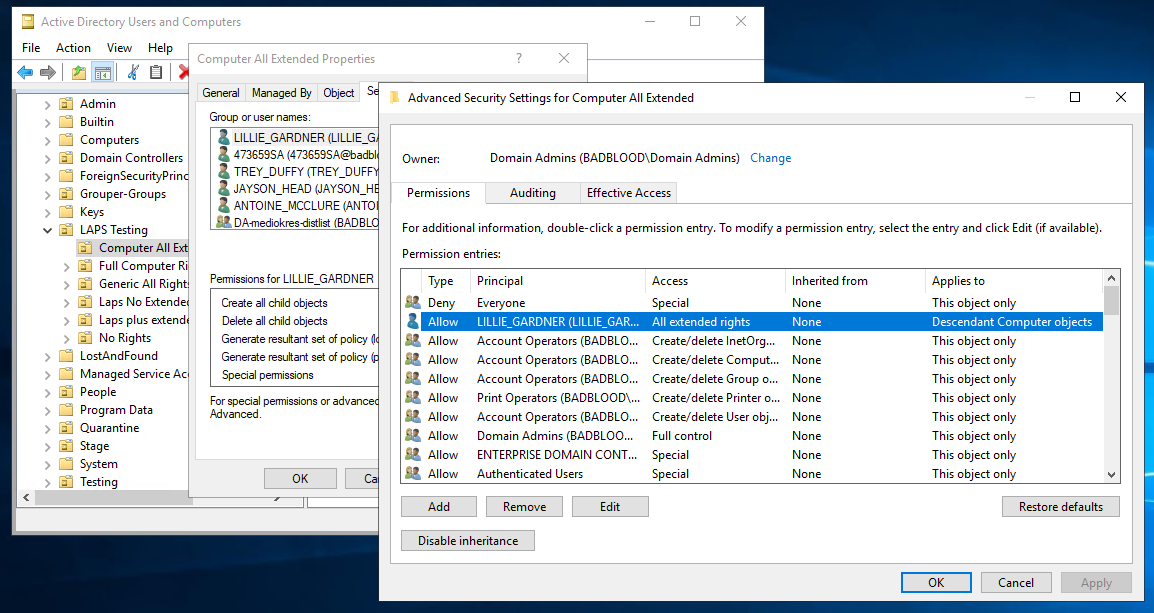 Active Directory Users and Computers
File Action View Help
Admin
Builtin
Computers
Domain Controllers
ForeignSecurityPrinc
Grouper-Groups
Keys
LAPS Testing
Computer All Ext
Full Computer Ri
Generic All Rights
Laps No Extended
Laps plus extende
No Rights
LostAndFound
Managed Service Acc
People
Program Data
Quarantine
Stage
System
Testing
Computer All Extended Properties ?
General Managed By Object Se
Group or user names:
LILLIE_GARDNER (LILLIE_GA
473659SA (473659SA@badblo
TREY_DUFFY (TREY_DUFFY
JAYSON_HEAD (JAYSON_HE
ANTOINE_MCCLURE (ANTOI
DA-mediokres-distlist (BADBLO
Permissions for LILLIE_GARDNER
Create all child objects
Delete all child objects
Generate resultant set of policy (lo
Generate resultant set of policy (p
Special permissions
For special permissions or advanced
Advanced.
OK Ca
Advanced Security Settings for Computer All Extended
Owner: Domain Admins (BADBLOOD\Domain Admins) Change
Permissions Auditing Effective Access
For additional information, double-click a permission entry. To modify a permission entry, select the entry and click Edit (if available).
Permission entries:
Type Principal Access Inherited from Applies to
Deny Everyone Special None This object only
Allow LILLIE_GARDNER (LILLIE_GAR... All extended rights None Descendant Computer objects
Allow Account Operators (BADBLO... Create/delete InetOrg... None This object only
Allow Account Operators (BADBLO... Create/delete Comput... None This object only
Allow Account Operators (BADBLO... Create/delete Group o... None This object only
Allow Print Operators (BADBLOOD\... Create/delete Printer o... None This object only
Allow Account Operators (BADBLO... Create/delete User obj... None This object only
Allow Domain Admins (BADBLOO... Full control None This object only
Allow ENTERPRISE DOMAIN CONT... Special None This object only
Allow Authenticated Users Special None This object only
Add Remove Edit Restore defaults
Disable inheritance
OK Cancel Apply